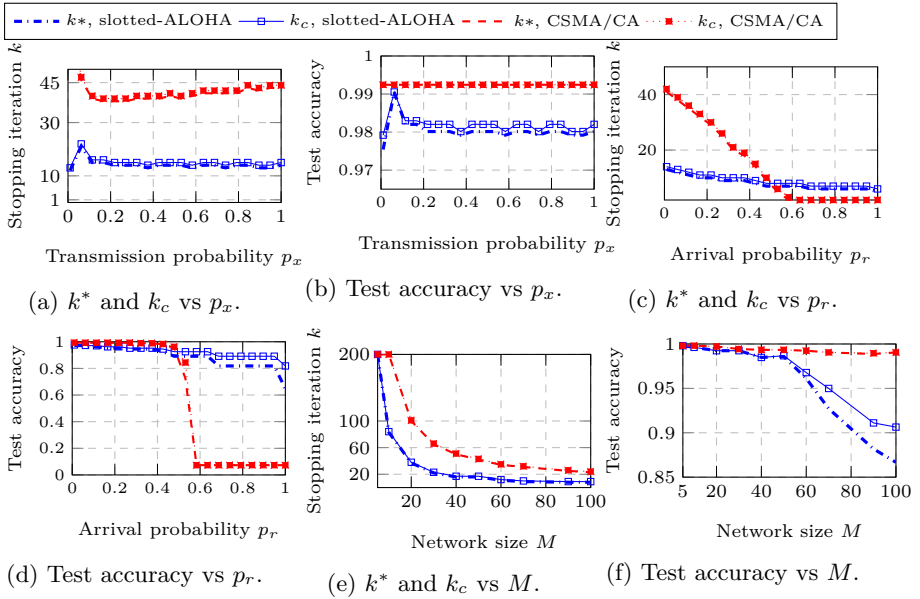 k*, slotted-ALOHA k_c, slotted-ALOHA k*, CSMA/CA k_c, CSMA/CA
Stopping iteration k
45
30
10
1
0 0.2 0.4 0.6 0.8 1
Transmission probability p_x
(a) k* and k_c vs p_x.
Test accuracy
1
0.99
0.98
0.97
0 0.2 0.4 0.6 0.8 1
Transmission probability p_x
(b) Test accuracy vs p_x.
Stopping iteration k
40
20
0 0.2 0.4 0.6 0.8 1
Arrival probability p_r
(c) k* and k_c vs p_r.
Test accuracy
1
0.8
0.6
0.4
0.2
0
0 0.2 0.4 0.6 0.8 1
Arrival probability p_r
(d) Test accuracy vs p_r.
Stopping iteration k
200
100
60
20
20 40 60 80 100
Network size M
(e) k* and k_c vs M.
Test accuracy
1
0.95
0.9
0.85
5 20 40 60 80 100
Network size M
(f) Test accuracy vs M.